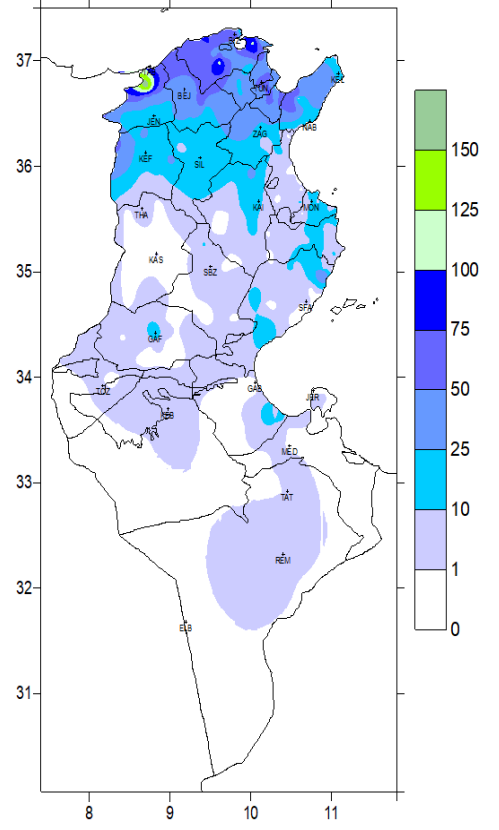 37
BEJ
KEL
JEN
NAB
ZAG
150
36
KEF
SIL
125
THA
KAI
MON
100
35
KAS
SBZ
75
SFA
50
GAF
34
TOZ
GAB
25
JER
KEB
10
33
MED
TAT
1
32
REM
0
ELB
31
8 9 10 11